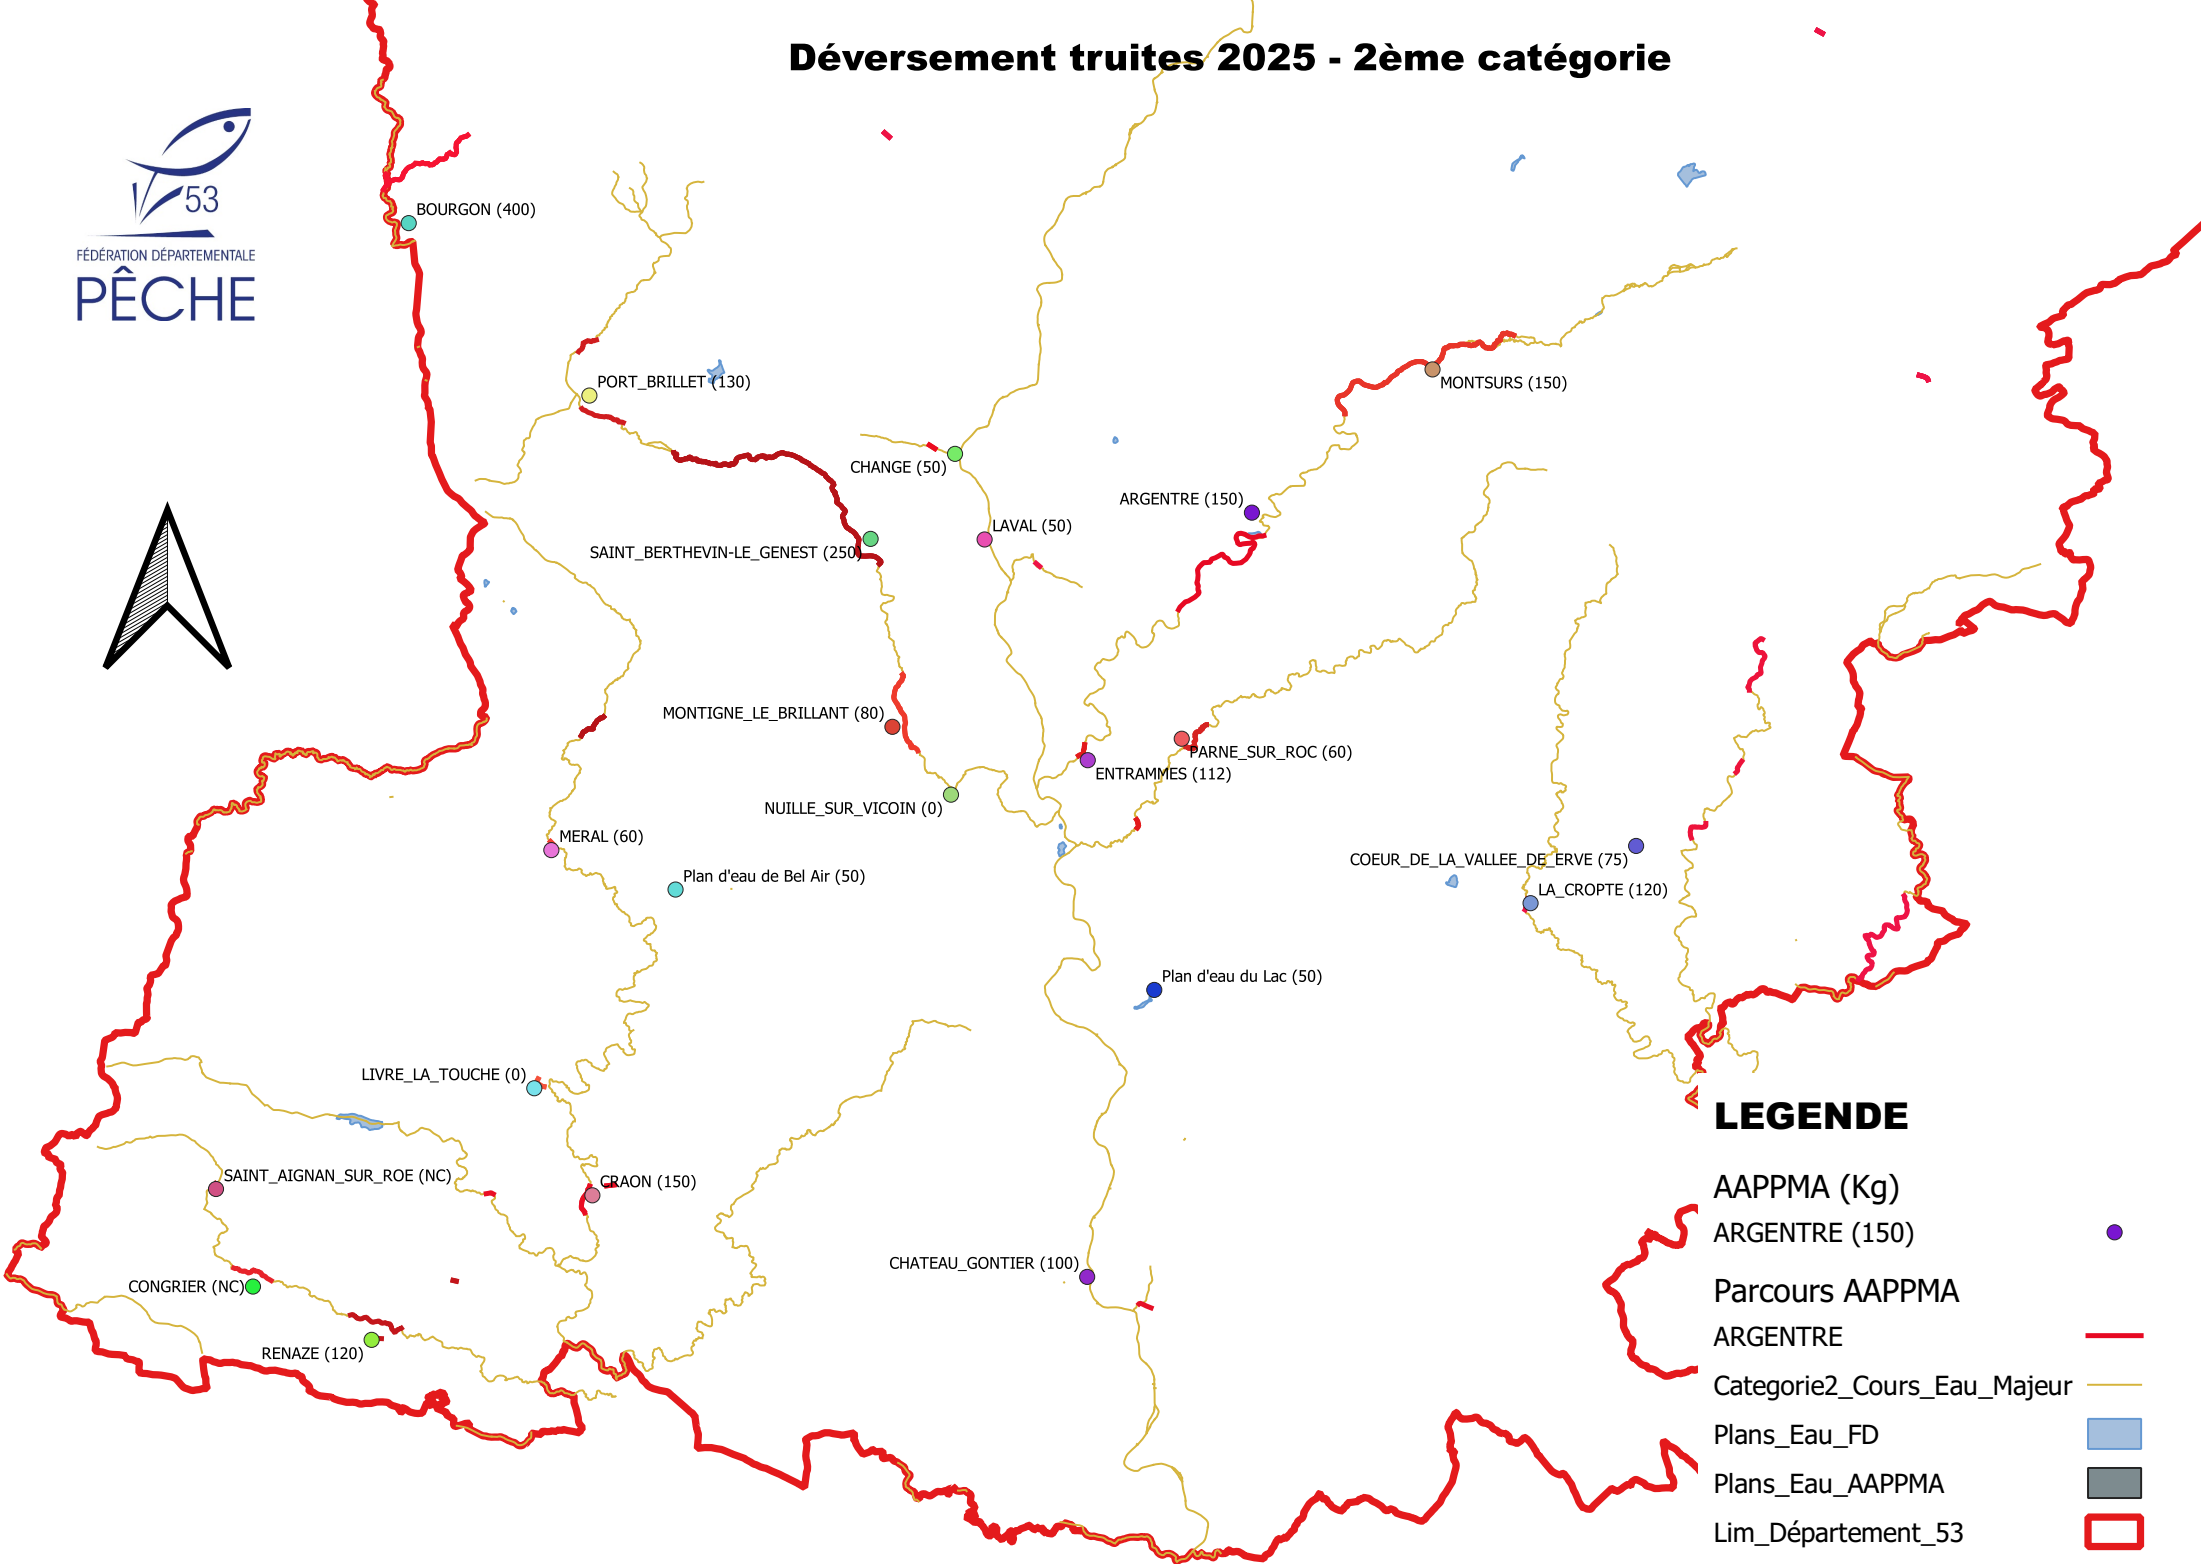 Déversement truites 2025 - 2ème catégorie
53
FÉDÉRATION DÉPARTEMENTALE
PÊCHE
BOURGON (400)
PORT_BRILLET (130)
MONTSURS (150)
CHANGE (50)
ARGENTRE (150)
LAVAL (50)
SAINT_BERTHEVIN-LE_GENEST (250)
MONTIGNE_LE_BRILLANT (80)
PARNE_SUR_ROC (60)
ENTRAMMES (112)
NUILLE_SUR_VICOIN (0)
MERAL (60)
COEUR_DE_LA_VALLEE_DE_ERVE (75)
Plan d'eau de Bel Air (50)
LA_CROPTE (120)
Plan d'eau du Lac (50)
LIVRE_LA_TOUCHE (0)
SAINT_AIGNAN_SUR_ROE (NC)
CRAON (150)
CHATEAU_GONTIER (100)
CONGRIER (NC)
RENAZE (120)
LEGENDE
AAPPMA (Kg)
ARGENTRE (150)
Parcours AAPPMA
ARGENTRE
Categorie2_Cours_Eau_Majeur
Plans_Eau_FD
Plans_Eau_AAPPMA
Lim_Département_53